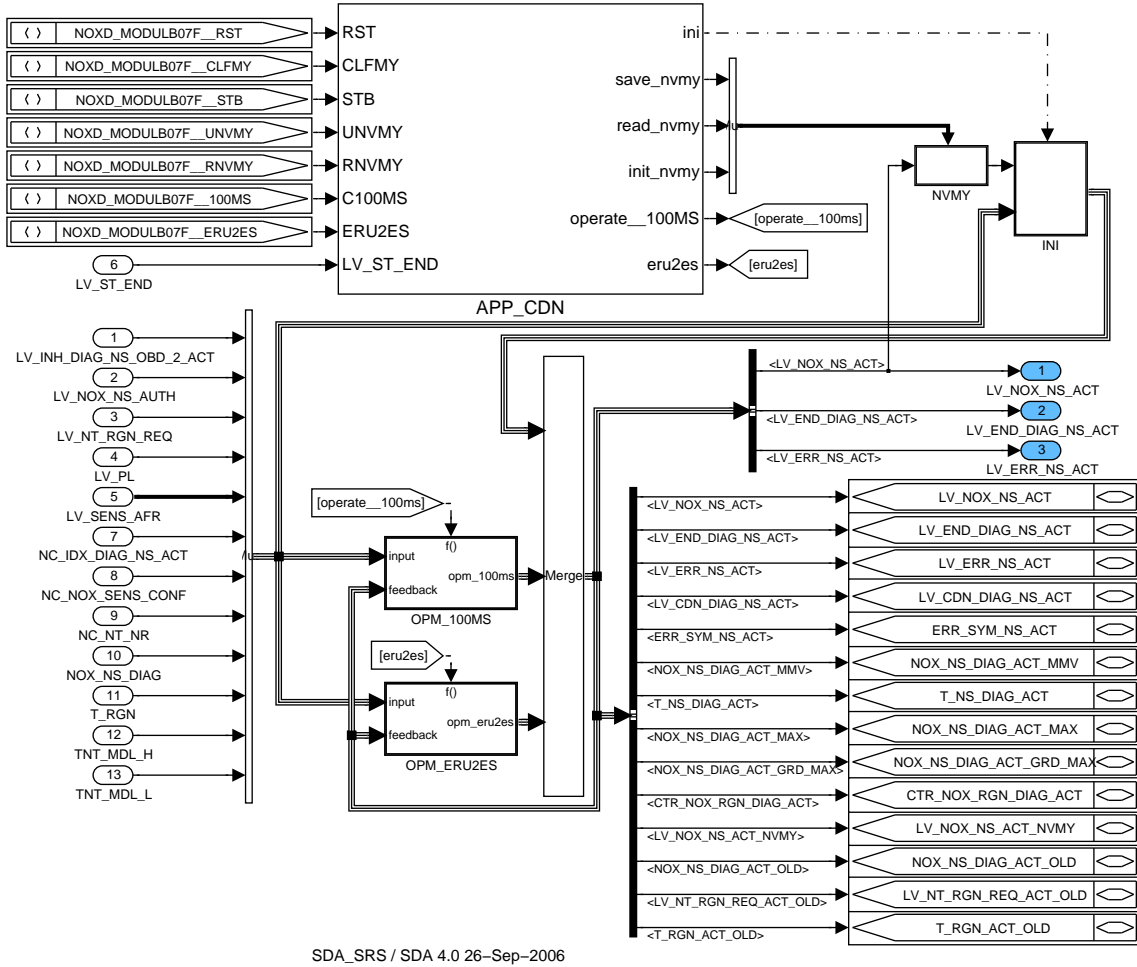 NOXD_MODULB07F__RST
NOXD_MODULB07F__CLFMY
NOXD_MODULB07F__STB
NOXD_MODULB07F__UNVMY
NOXD_MODULB07F__RNVMY
NOXD_MODULB07F__100MS
NOXD_MODULB07F__ERU2ES
6
LV_ST_END
RST
CLFMY
STB
UNVMY
RNVMY
C100MS
ERU2ES
LV_ST_END
ini
save_nvmy
read_nvmy
init_nvmy
operate__100MS
eru2es
APP_CDN
[operate__100ms]
[eru2es]
NVMY
INI
1
LV_INH_DIAG_NS_OBD_2_ACT
2
LV_NOX_NS_AUTH
3
LV_NT_RGN_REQ
4
LV_PL
5
LV_SENS_AFR
7
NC_IDX_DIAG_NS_ACT
8
NC_NOX_SENS_CONF
9
NC_NT_NR
10
NOX_NS_DIAG
11
T_RGN
12
TNT_MDL_H
13
TNT_MDL_L
[operate__100ms]
f()
input
feedback
opm_100ms
OPM_100MS
[eru2es]
f()
input
feedback
opm_eru2es
OPM_ERU2ES
Merge
<LV_NOX_NS_ACT>
<LV_END_DIAG_NS_ACT>
<LV_ERR_NS_ACT>
1
LV_NOX_NS_ACT
2
LV_END_DIAG_NS_ACT
3
LV_ERR_NS_ACT
<LV_NOX_NS_ACT>
<LV_END_DIAG_NS_ACT>
<LV_ERR_NS_ACT>
<LV_CDN_DIAG_NS_ACT>
<ERR_SYM_NS_ACT>
<NOX_NS_DIAG_ACT_MMV>
<T_NS_DIAG_ACT>
<NOX_NS_DIAG_ACT_MAX>
<NOX_NS_DIAG_ACT_GRD_MAX>
<CTR_NOX_RGN_DIAG_ACT>
<LV_NOX_NS_ACT_NVMY>
<NOX_NS_DIAG_ACT_OLD>
<LV_NT_RGN_REQ_ACT_OLD>
<T_RGN_ACT_OLD>
LV_NOX_NS_ACT
LV_END_DIAG_NS_ACT
LV_ERR_NS_ACT
LV_CDN_DIAG_NS_ACT
ERR_SYM_NS_ACT
NOX_NS_DIAG_ACT_MMV
T_NS_DIAG_ACT
NOX_NS_DIAG_ACT_MAX
NOX_NS_DIAG_ACT_GRD_MAX
CTR_NOX_RGN_DIAG_ACT
LV_NOX_NS_ACT_NVMY
NOX_NS_DIAG_ACT_OLD
LV_NT_RGN_REQ_ACT_OLD
T_RGN_ACT_OLD
SDA_SRS / SDA 4.0 26−Sep−2006